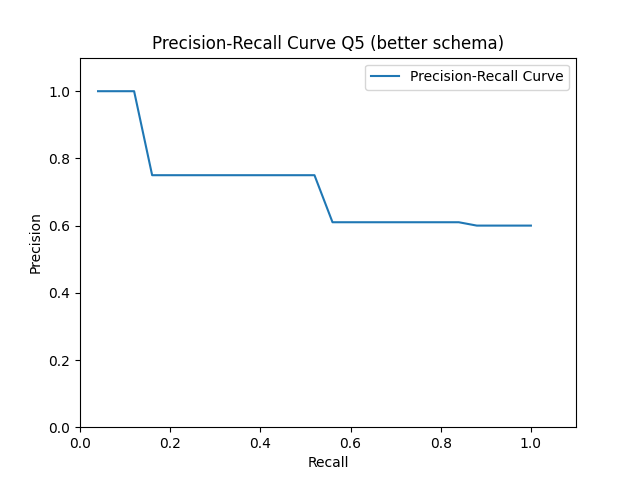 Precision-Recall Curve Q5 (better schema)
Precision-Recall Curve
1.0
0.8
0.6
0.4
0.2
0.0
Precision
0.0 0.2 0.4 0.6 0.8 1.0
Recall